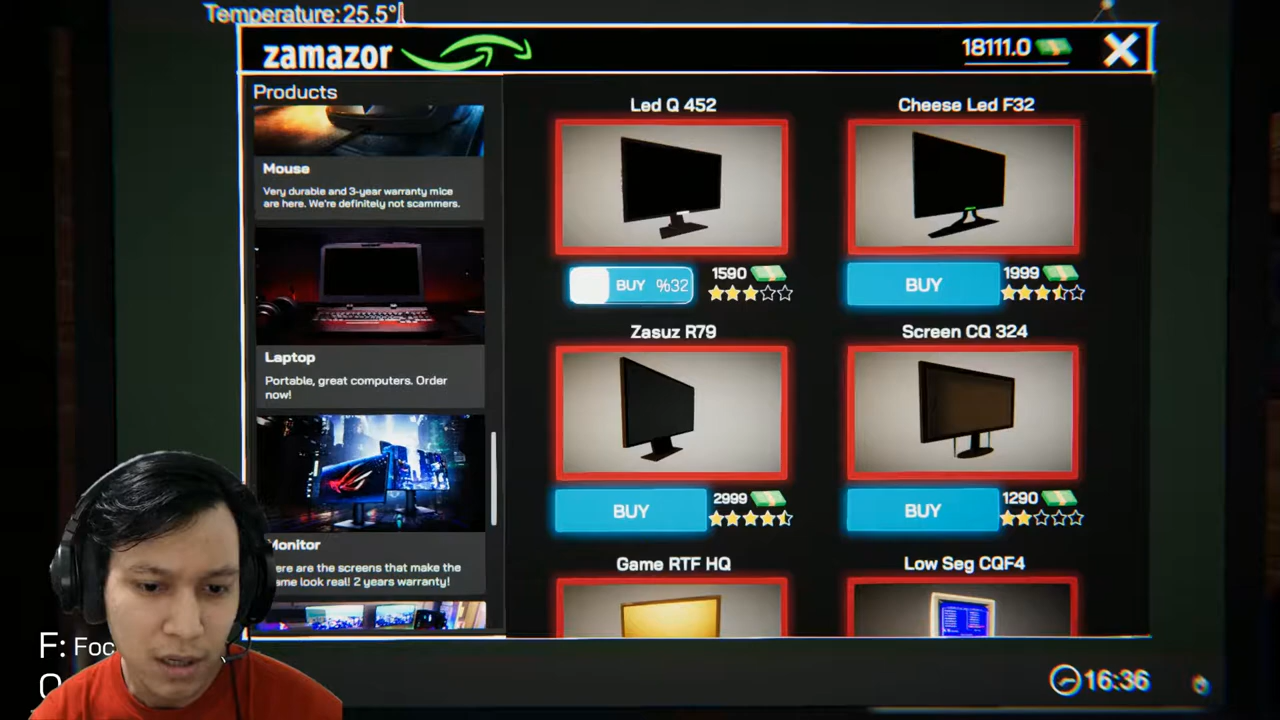 Temperature: 25.5°
zamazor
18111.0
Products
Mouse
Very durable and 3-year warranty mice
are here. We're definitely not scammers.
Laptop
Portable, great computers. Order
now!
Monitor
ere are the screens that make the
ame look real! 2 years warranty!
Led Q 452
BUY %32
1590
Cheese Led F32
BUY
1999
Zasuz R79
BUY
2999
Screen CQ 324
BUY
1290
Game RTF HQ
Low Seg CQF4
F: Foc
16:36